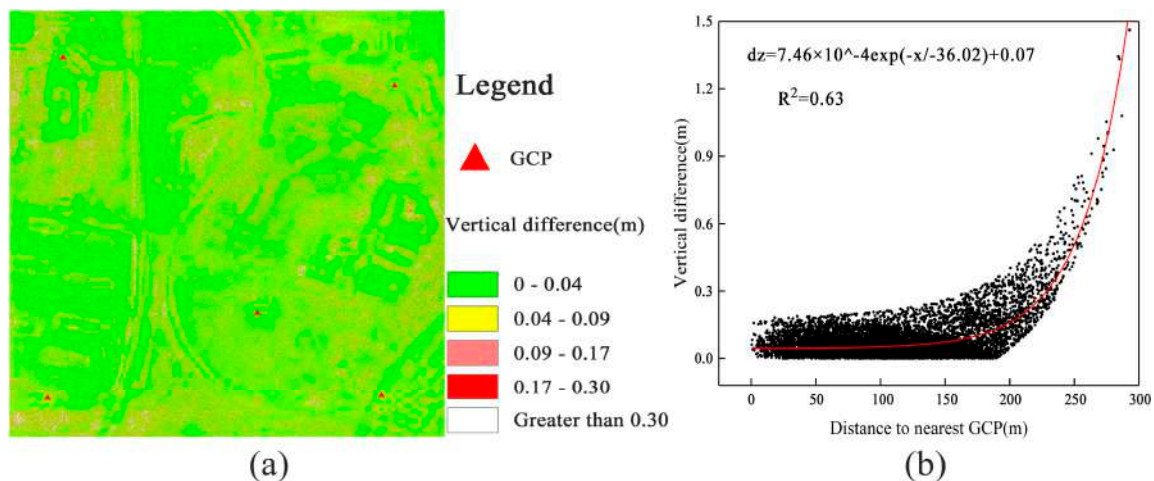 Legend
GCP
Vertical difference(m)
0 - 0.04
0.04 - 0.09
0.09 - 0.17
0.17 - 0.30
Greater than 0.30
(a)
dz=7.46×10^-4exp(-x/-36.02)+0.07
R²=0.63
Vertical difference(m)
1.5
1.2
0.9
0.6
0.3
0.0
0 50 100 150 200 250 300
Distance to nearest GCP(m)
(b)